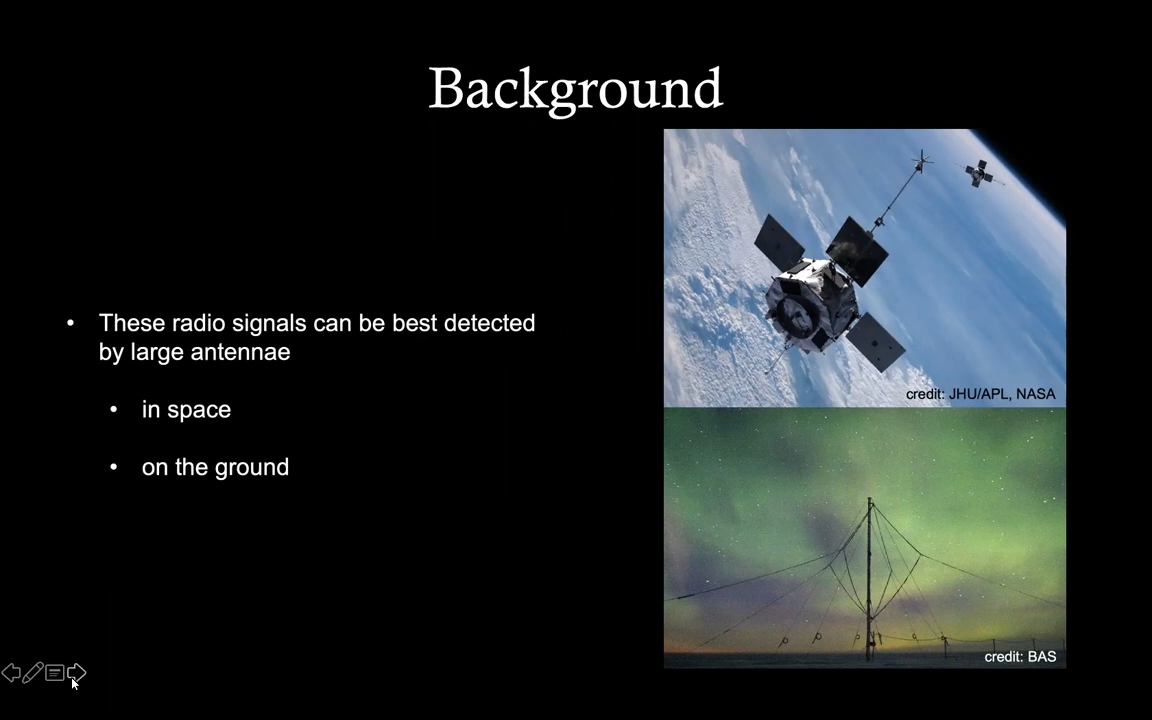 Background
• These radio signals can be best detected
by large antennae
• in space
• on the ground
credit: JHU/APL, NASA
credit: BAS